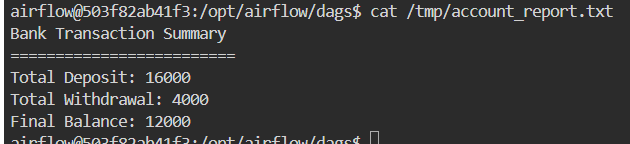 airflow@503f82ab41f3:/opt/airflow/dags$ cat /tmp/account_report.txt
Bank Transaction Summary
=========================
Total Deposit: 16000
Total Withdrawal: 4000
Final Balance: 12000
airflow@503f82ab41f3:/opt/airflow/dags$